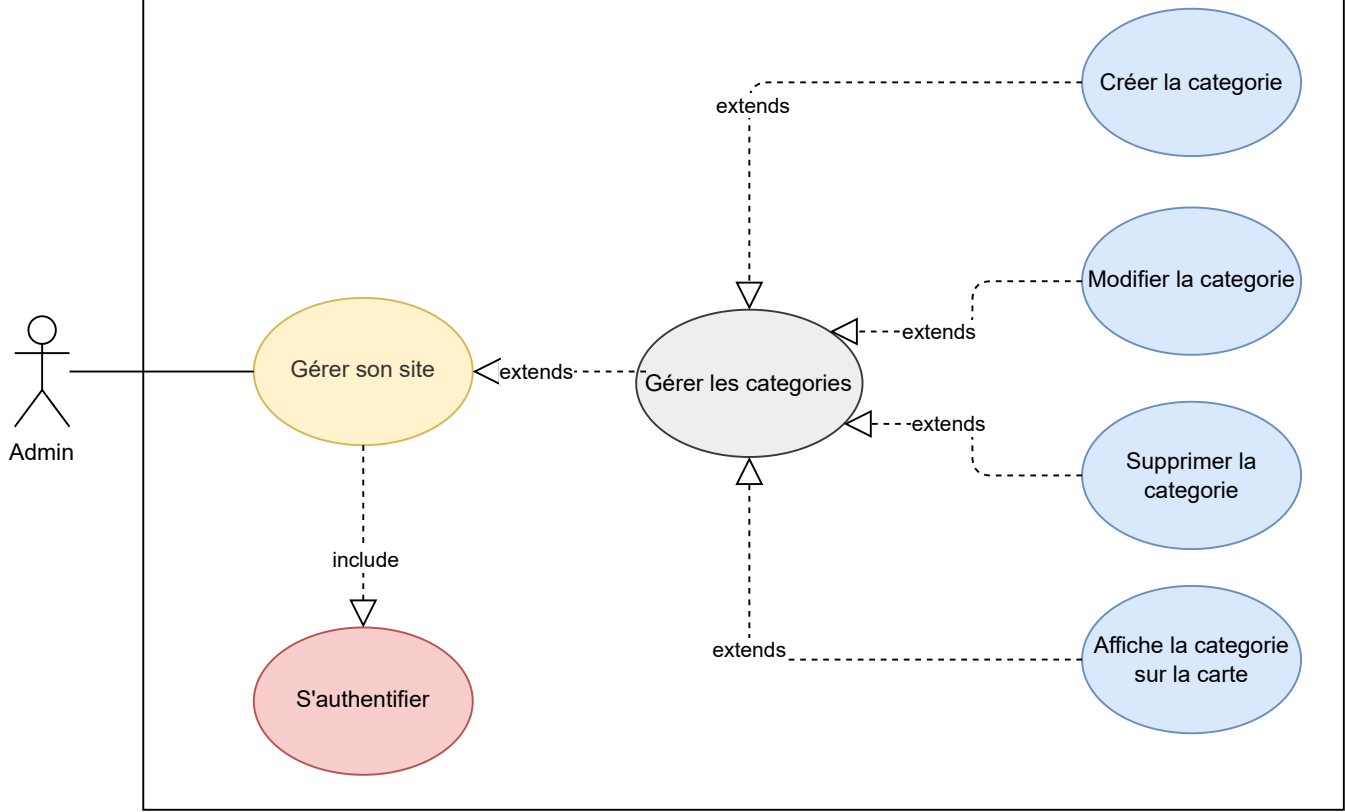 Créer la categorie
extends
Modifier la categorie
extends
Gérer son site
extends
Gérer les categories
extends
Admin
Supprimer la
categorie
include
extends
Affiche la categorie
sur la carte
S'authentifier